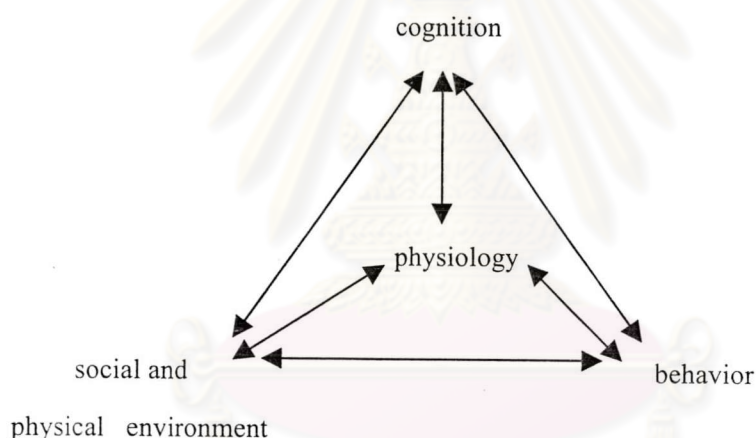 cognition
physiology
social and
behavior
physical environment